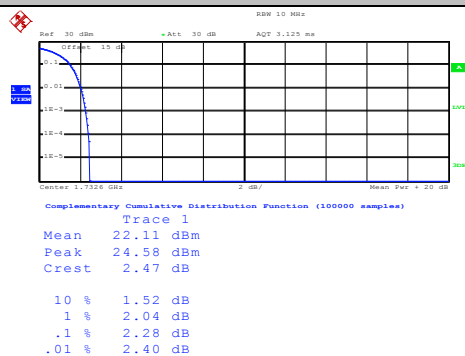 RBW 10 MHz
Ref 30 dBm Att 30 dB AQT 3.125 ms
Offset 15 dB
0.1
A
0.01
1 SA
VIEW
1E-3
LVL
1E-4
1E-5
3DB
Center 1.7326 GHz 2 dB/ Mean Pwr + 20 dB
Complementary Cumulative Distribution Function (100000 samples)
Trace 1
Mean 22.11 dBm
Peak 24.58 dBm
Crest 2.47 dB
10 % 1.52 dB
1 % 2.04 dB
.1 % 2.28 dB
.01 % 2.40 dB